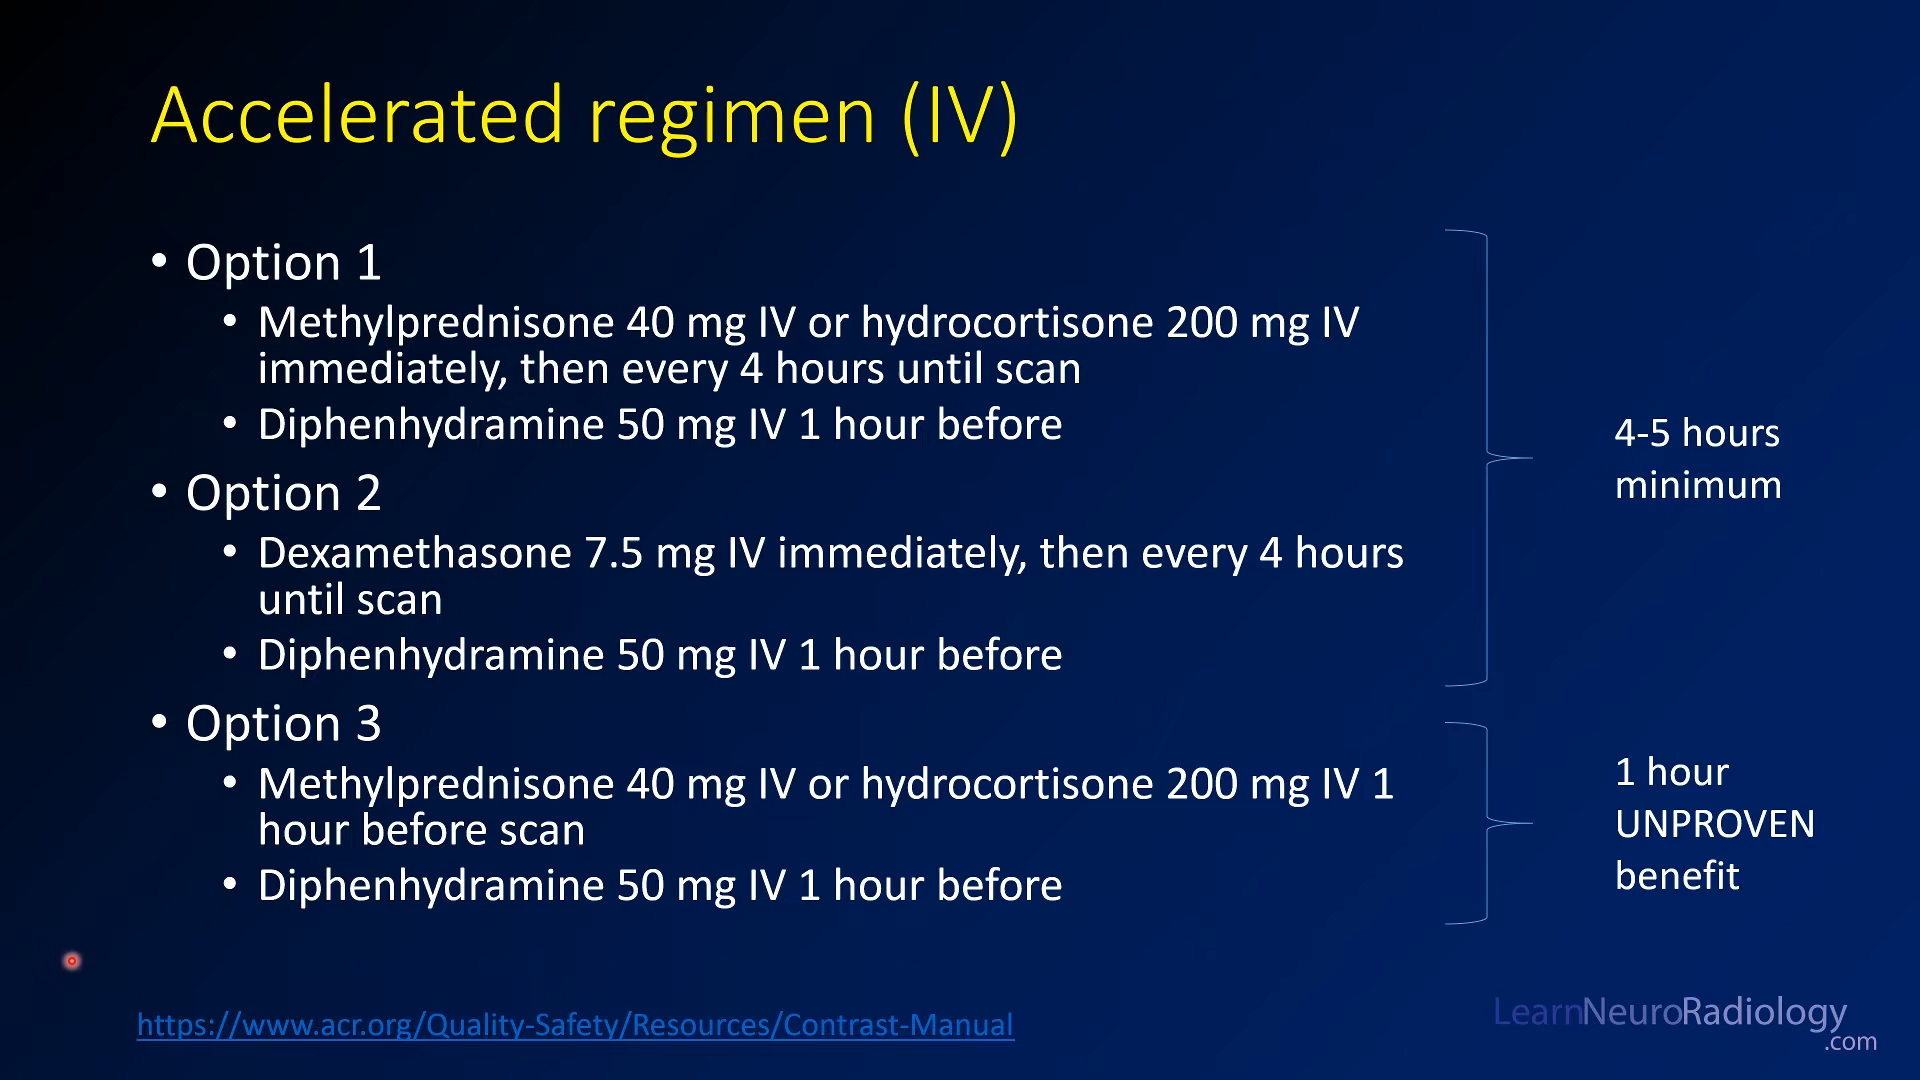 Accelerated regimen (IV)
• Option 1
• Methylprednisone 40 mg IV or hydrocortisone 200 mg IV
immediately, then every 4 hours until scan
• Diphenhydramine 50 mg IV 1 hour before
• Option 2
• Dexamethasone 7.5 mg IV immediately, then every 4 hours
until scan
• Diphenhydramine 50 mg IV 1 hour before
4-5 hours
minimum
• Option 3
• Methylprednisone 40 mg IV or hydrocortisone 200 mg IV 1
hour before scan
• Diphenhydramine 50 mg IV 1 hour before
1 hour
UNPROVEN
benefit
https://www.acr.org/Quality-Safety/Resources/Contrast-Manual
LearnNeuroRadiology
.com